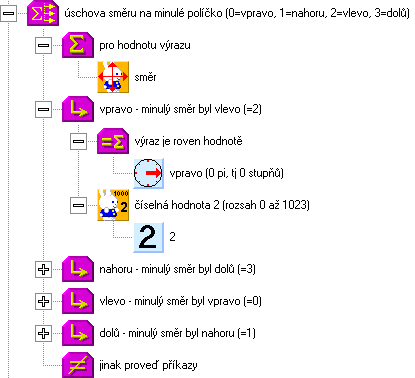 úschova směru na minulé políčko (0=vpravo, 1=nahoru, 2=vlevo, 3=dolů)
pro hodnotu výrazu
směr
vpravo - minulý směr byl vlevo (=2)
výraz je roven hodnotě
vpravo (0 pi, tj 0 stupňů)
1000 2 číselná hodnota 2 (rozsah 0 až 1023)
2 2
nahoru - minulý směr byl dolů (=3)
vlevo - minulý směr byl vpravo (=0)
dolů - minulý směr byl nahoru (=1)
jinak proveď příkazy